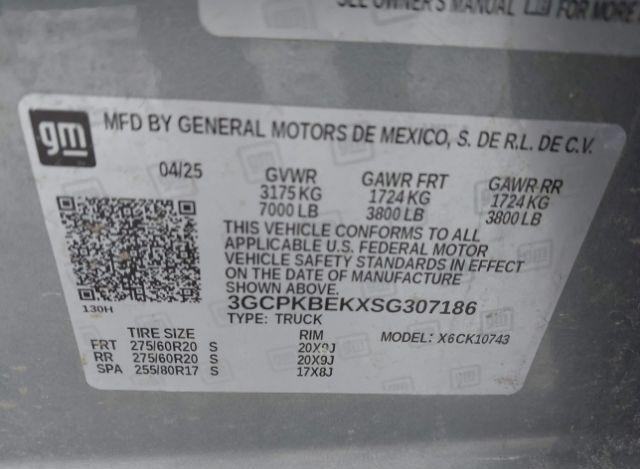 SEE OWNER'S MANUAL FOR MORE
gm
MFD BY GENERAL MOTORS DE MEXICO, S. DE R.L. DE C.V.
04/25
GVWR GAWR FRT GAWR RR
3175 KG 1724 KG 1724 KG
7000 LB 3800 LB 3800 LB
THIS VEHICLE CONFORMS TO ALL
APPLICABLE U.S. FEDERAL MOTOR
VEHICLE SAFETY STANDARDS IN EFFECT
ON THE DATE OF MANUFACTURE
SHOWN ABOVE.
130H
3GCPKBEKXSG307186
TYPE: TRUCK MODEL: X6CK10743
TIRE SIZE RIM
FRT 275/60R20 S 20X9J
RR 275/60R20 S 20X9J
SPA 255/80R17 S 17X8J